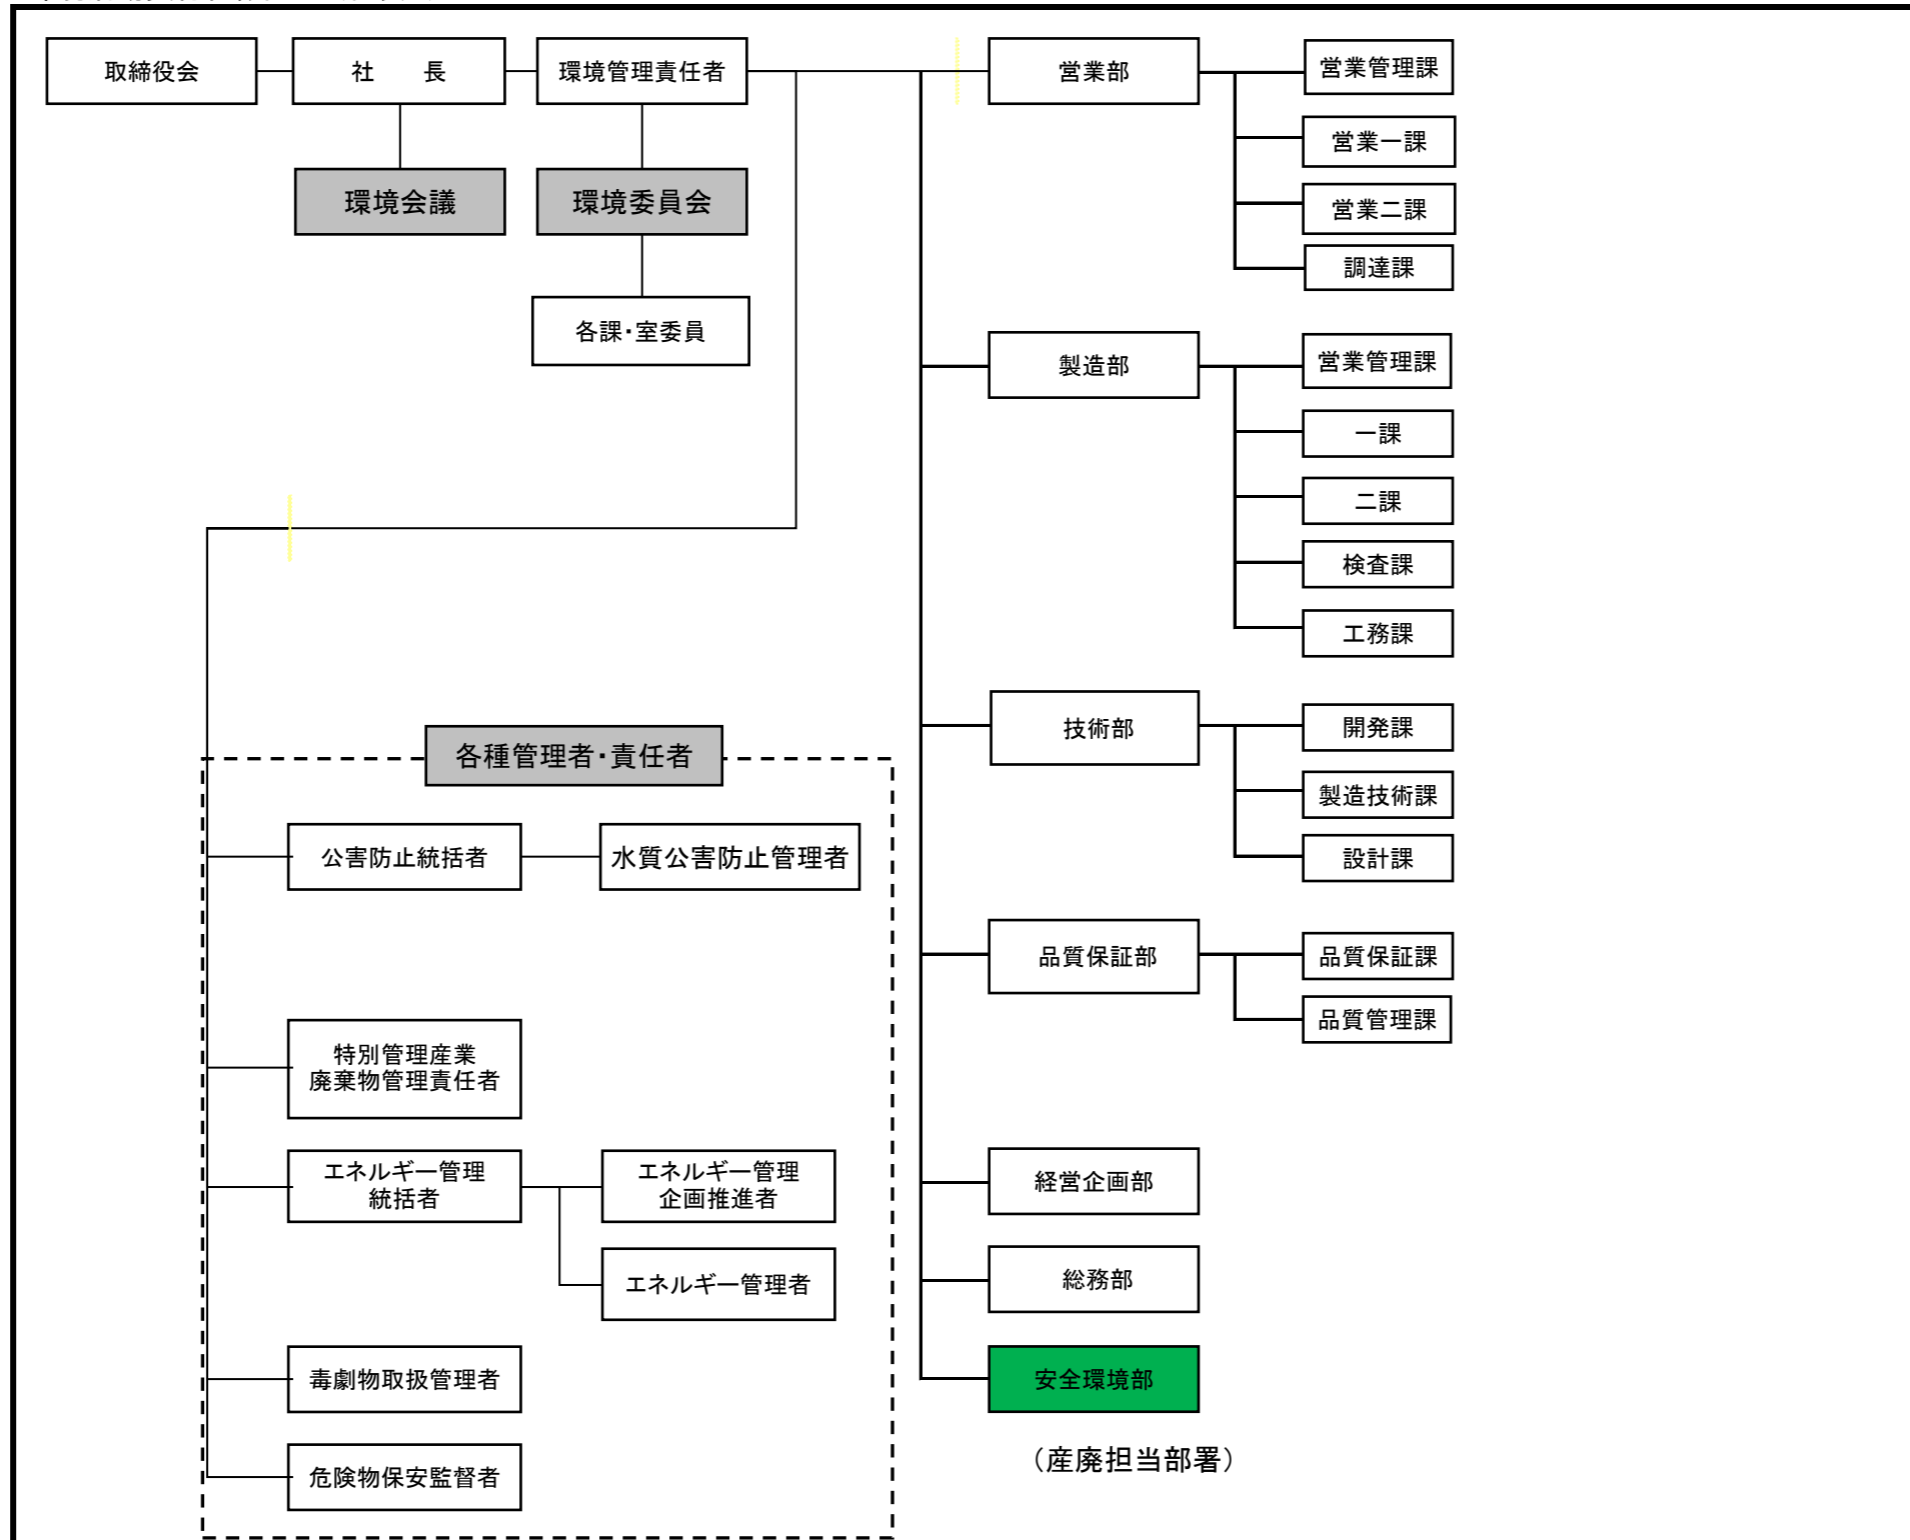 取締役会
社　長
環境管理責任者
環境会議
環境委員会
各課・室委員
営業部
営業管理課
営業一課
営業二課
調達課
製造部
営業管理課
一課
二課
検査課
工務課
技術部
開発課
製造技術課
設計課
品質保証部
品質保証課
品質管理課
経営企画部
総務部
安全環境部
（産廃担当部署）
各種管理者・責任者
公害防止統括者
水質公害防止管理者
特別管理産業
廃棄物管理責任者
エネルギー管理
統括者
エネルギー管理
企画推進者
エネルギー管理者
毒劇物取扱管理者
危険物保安監督者